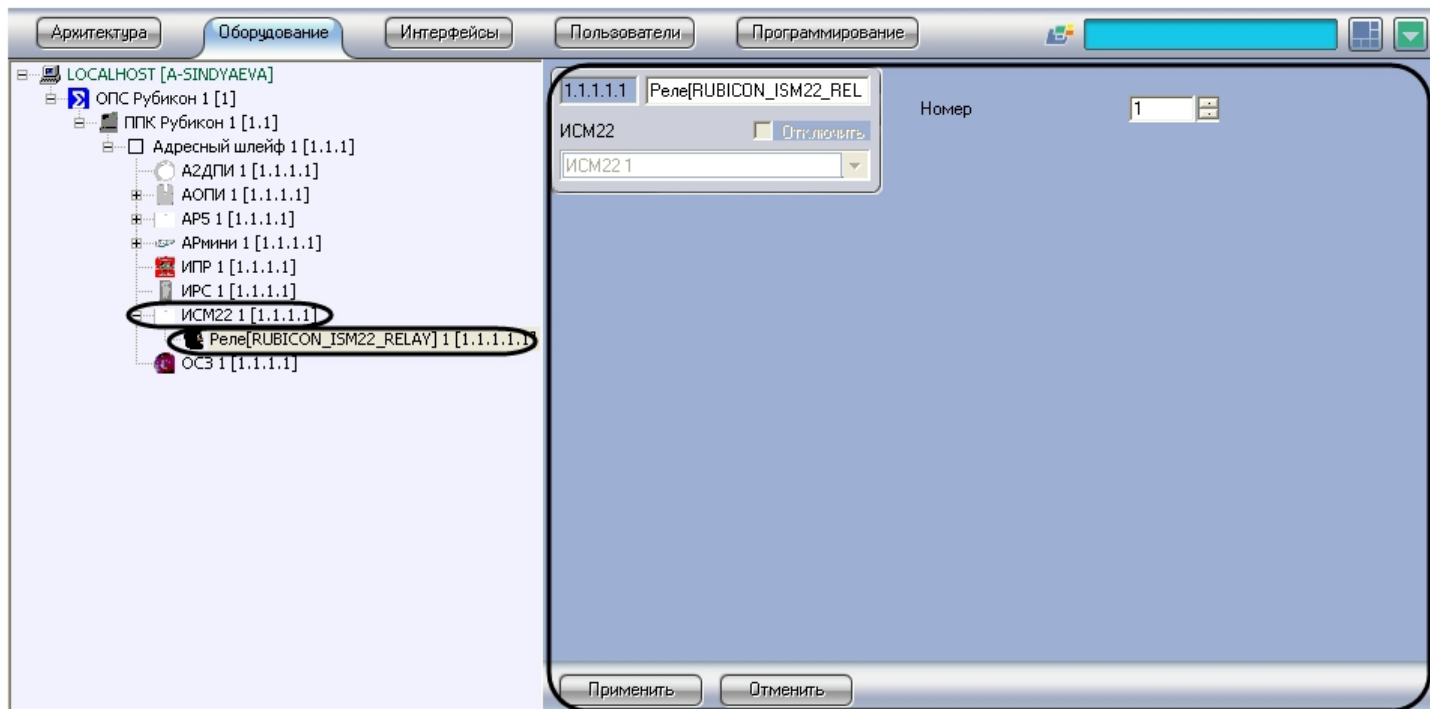 Архитектура Оборудование Интерфейсы Пользователи Программирование
LOCALHOST [A-SINDYAEVA]
ОПС Рубикон 1 [1]
ППК Рубикон 1 [1.1]
Адресный шлейф 1 [1.1.1]
А2ДПИ 1 [1.1.1.1]
АОПИ 1 [1.1.1.1]
АР5 1 [1.1.1.1]
АРмини 1 [1.1.1.1]
ИПР 1 [1.1.1.1]
ИРС 1 [1.1.1.1]
ИСМ22 1 [1.1.1.1]
Реле[RUBICON_ISM22_RELAY] 1 [1.1.1.1.1]
ОСЗ 1 [1.1.1.1]
1.1.1.1.1 Реле[RUBICON_ISM22_REL
ИСМ22 Отключить
ИСМ22 1
Номер 1
Применить Отменить